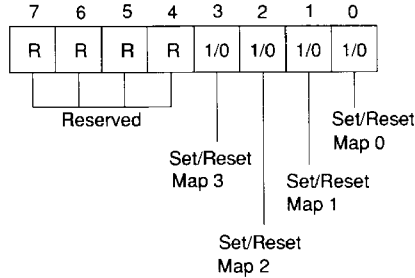 7 6 5 4 3 2 1 0
R R R R 1/0 1/0 1/0 1/0
Reserved
Set/Reset
Map 0
Set/Reset
Map 3
Set/Reset
Map 1
Set/Reset
Map 2